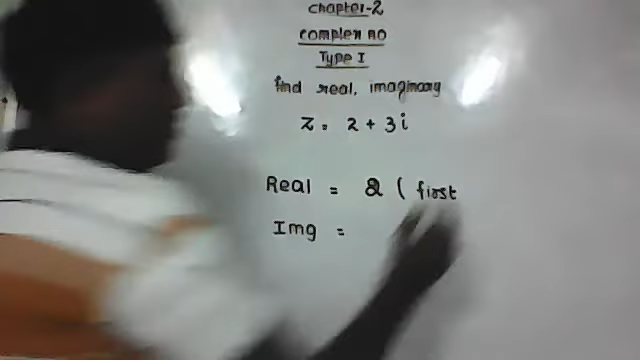 chapter-2
complex no
Type I
find real, imaginary
Z = 2 + 3i
Real = 2 ( first
Img =